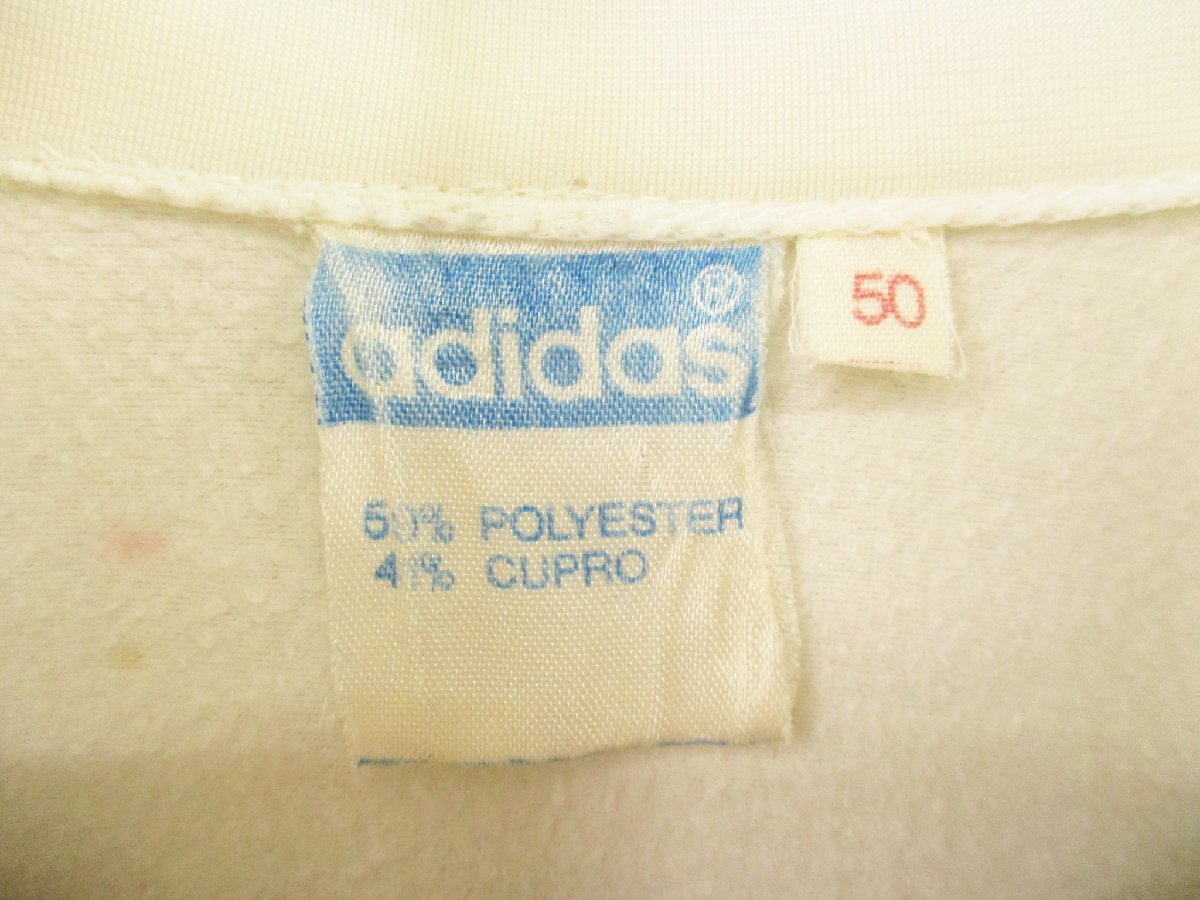 adidas®
50
POLYESTER
CUPRO